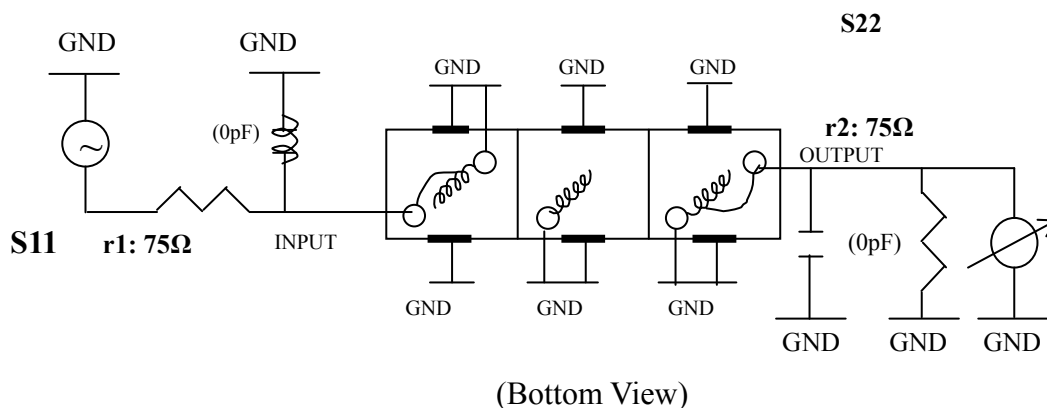 S22
GND
GND
GND
GND
GND
(0pF)
r2: 75Ω
OUTPUT
S11
r1: 75Ω
INPUT
(0pF)
GND
GND
GND
GND
GND
GND
(Bottom View)